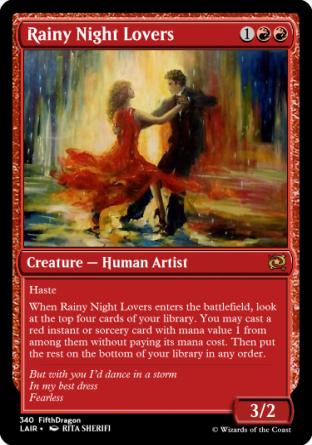 Rainy Night Lovers 1
Creature — Human Artist
Haste
When Rainy Night Lovers enters the battlefield, look
at the top four cards of your library. You may cast a
red instant or sorcery card with mana value 1 from
among them without paying its mana cost. Then put
the rest on the bottom of your library in any order.
But with you I'd dance in a storm
In my best dress
Fearless
3/2
340 FifthDragon
LAIR • RITA SHERIFI
© Wizards of the Coast